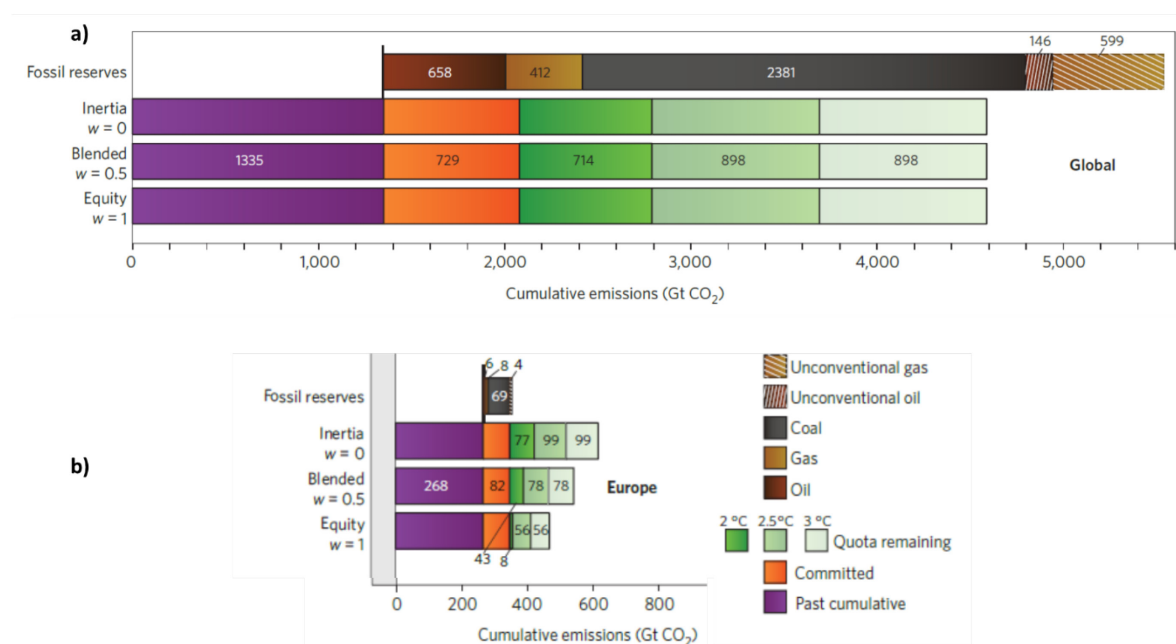 a)
146 599
Fossil reserves 658 412 2381
Inertia
w = 0
Blended
w = 0.5
1335 729 714 898 898
Global
Equity
w = 1
0 1,000 2,000 3,000 4,000 5,000
Cumulative emissions (Gt CO₂)
b)
6 8 4
Fossil reserves 69
Inertia
w = 0
77 99 99
Blended
w = 0.5
268 82 78 78
Europe
Equity
w = 1
56 56
43 8
0 200 400 600 800
Cumulative emissions (Gt CO₂)
Unconventional gas
Unconventional oil
Coal
Gas
Oil
2 °C 2.5°C 3 °C
Quota remaining
Committed
Past cumulative